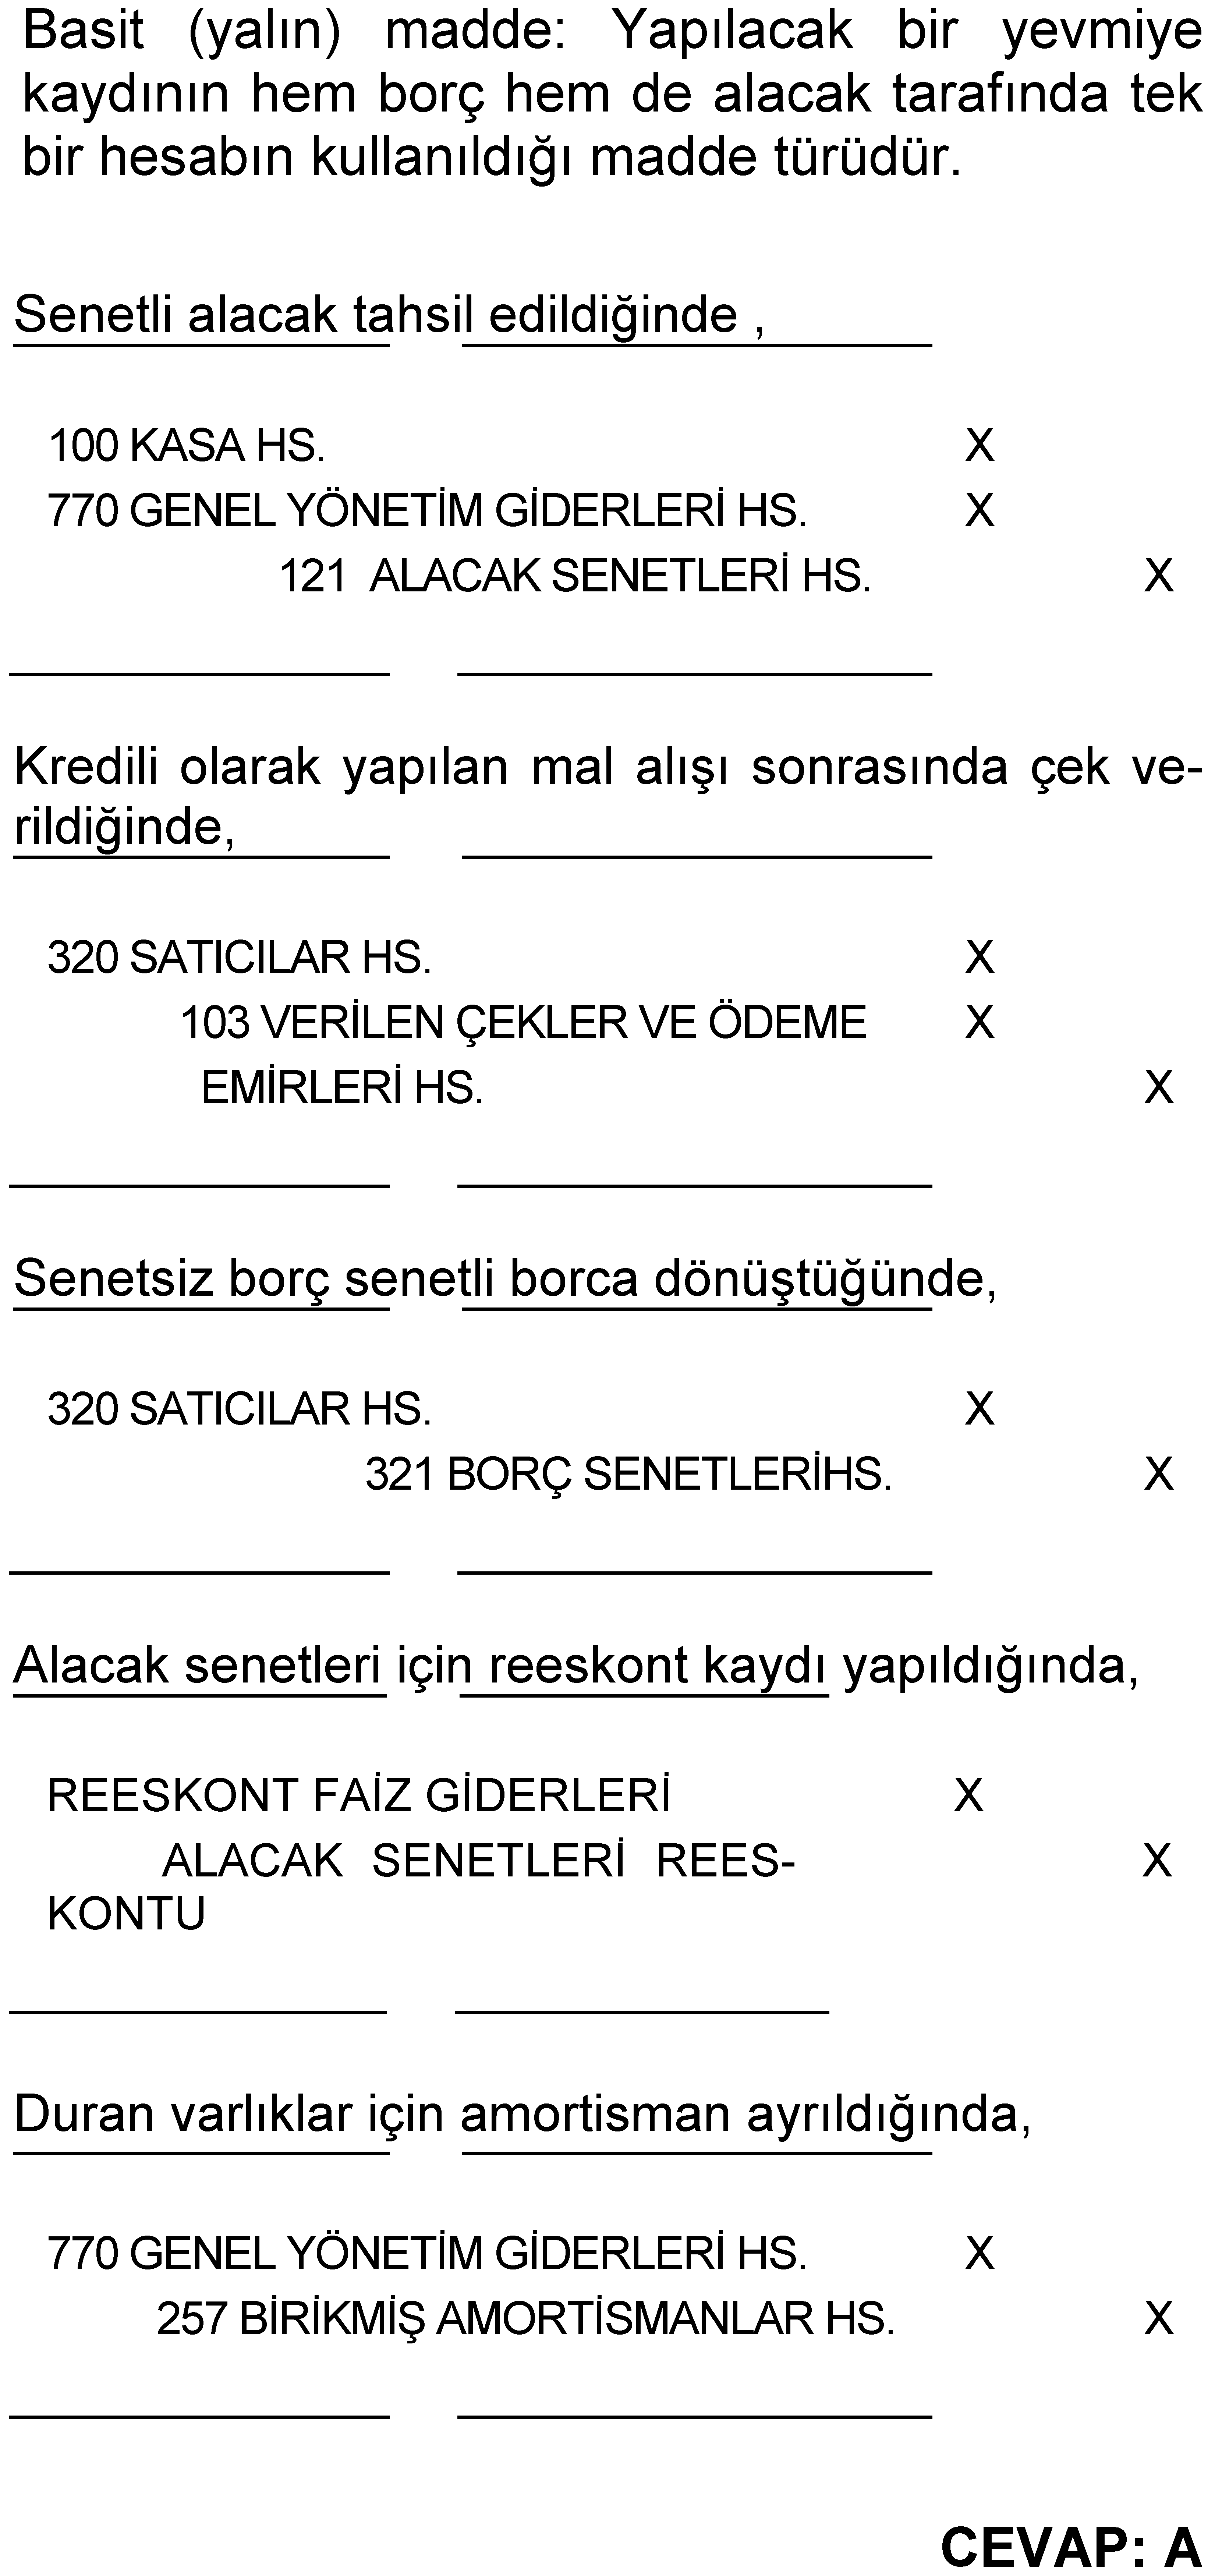 Basit (yalın) madde: Yapılacak bir yevmiye
kaydının hem borç hem de alacak tarafında tek
bir hesabın kullanıldığı madde türüdür.
Senetli alacak tahsil edildiğinde ,
100 KASA HS. X
770 GENEL YÖNETİM GİDERLERİ HS. X
121 ALACAK SENETLERİ HS. X
Kredili olarak yapılan mal alışı sonrasında çek ve-
rildiğinde,
320 SATICILAR HS. X
103 VERİLEN ÇEKLER VE ÖDEME X
EMİRLERİ HS. X
Senetsiz borç senetli borca dönüştüğünde,
320 SATICILAR HS. X
321 BORÇ SENETLERİHS. X
Alacak senetleri için reeskont kaydı yapıldığında,
REESKONT FAİZ GİDERLERİ X
ALACAK SENETLERİ REES- X
KONTU
Duran varlıklar için amortisman ayrıldığında,
770 GENEL YÖNETİM GİDERLERİ HS. X
257 BİRİKMİŞ AMORTİSMANLAR HS. X
CEVAP: A